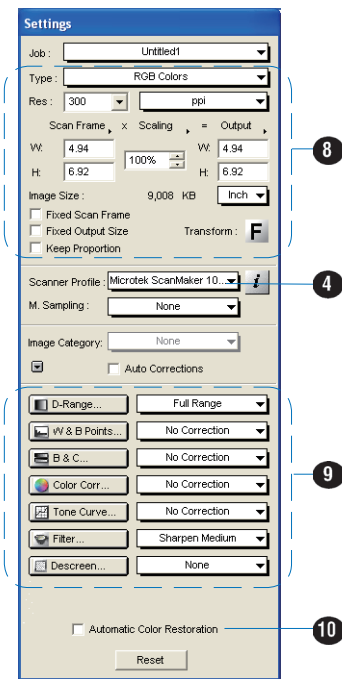 Settings
Job : Untitled1
Type : RGB Colors
Res : 300 ppi
Scan Frame x Scaling = Output
W: 4.94 100% W: 4.94
H: 6.92 H: 6.92
Image Size : 9,008 KB Inch
Fixed Scan Frame
Fixed Output Size Transform : F
Keep Proportion
8
Scanner Profile : Microtek ScanMaker 10... i
4
M. Sampling : None
Image Category: None
Auto Corrections
D-Range... Full Range
W & B Points... No Correction
B & C... No Correction
Color Corr... No Correction
9
Tone Curve... No Correction
Filter... Sharpen Medium
Descreen... None
Automatic Color Restoration 10
Reset